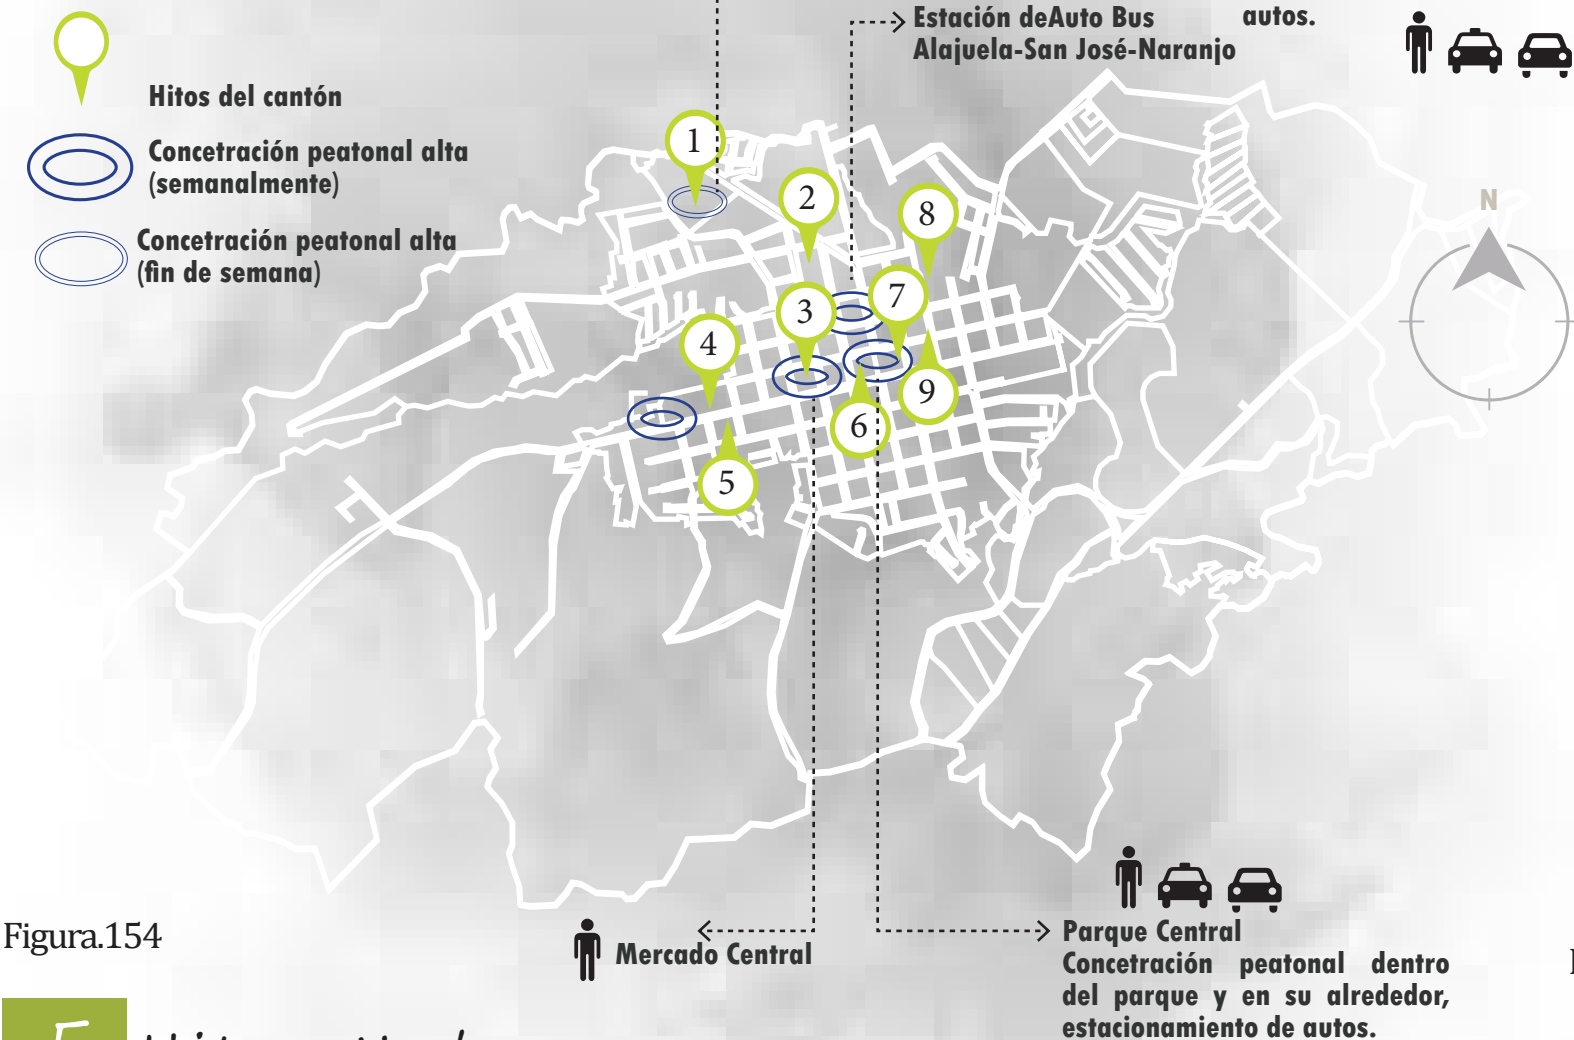 Estación deAuto Bus
Alajuela-San José-Naranjo
autos.
Hitos del cantón
Concetración peatonal alta
(semanalmente)
Concetración peatonal alta
(fin de semana)
N
1
2
8
7
3
4
9
6
5
Figura.154
Mercado Central
Parque Central
Concetración peatonal dentro
del parque y en su alrededor,
estacionamiento de autos.